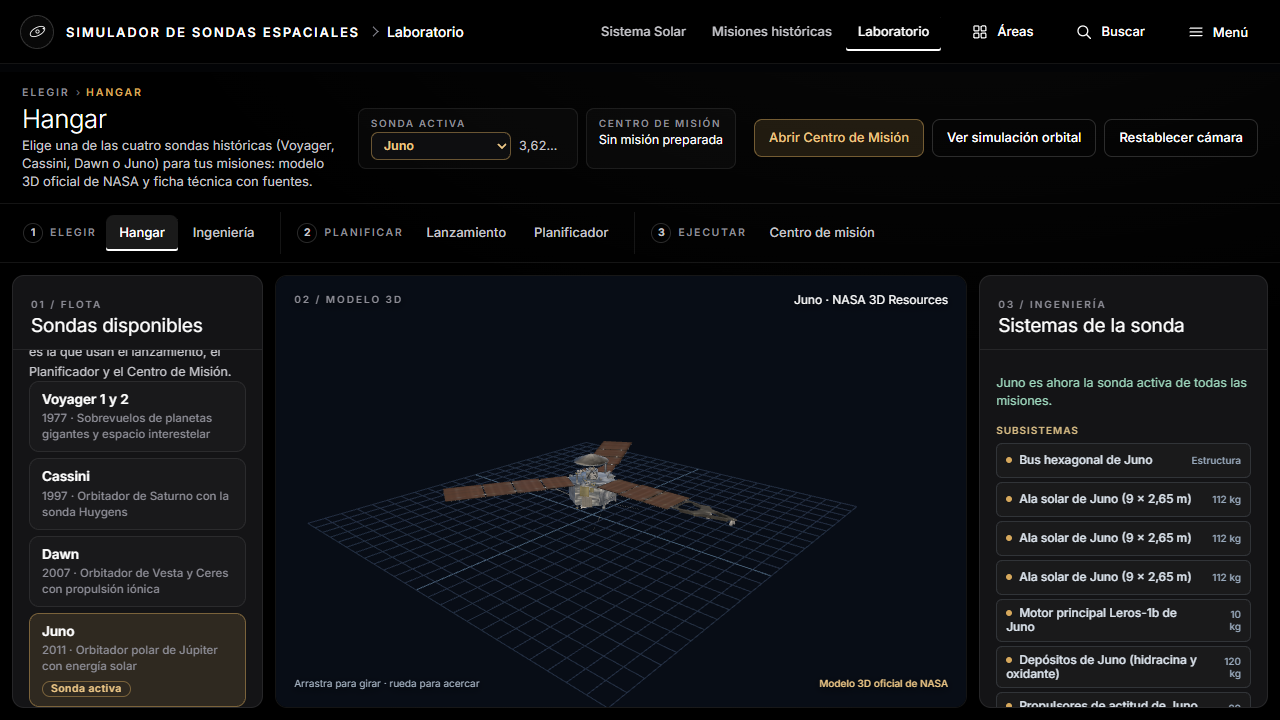 SIMULADOR DE SONDAS ESPACIALES > Laboratorio
Sistema Solar
Misiones históricas
Laboratorio
Áreas
Buscar
Menú
ELEGIR > HANGAR
Hangar
Elige una de las cuatro sondas históricas (Voyager,
Cassini, Dawn o Juno) para tus misiones: modelo
3D oficial de NASA y ficha técnica con fuentes.
SONDA ACTIVA
Juno
3,62...
CENTRO DE MISIÓN
Sin misión preparada
Abrir Centro de Misión
Ver simulación orbital
Restablecer cámara
1 ELEGIR
Hangar
Ingeniería
2 PLANIFICAR
Lanzamiento
Planificador
3 EJECUTAR
Centro de misión
01 / FLOTA
Sondas disponibles
es la que usan el lanzamiento, el
Planificador y el Centro de Misión.
Voyager 1 y 2
1977 · Sobrevuelos de planetas
gigantes y espacio interestelar
Cassini
1997 · Orbitador de Saturno con la
sonda Huygens
Dawn
2007 · Orbitador de Vesta y Ceres
con propulsión iónica
Juno
2011 · Orbitador polar de Júpiter
con energía solar
Sonda activa
02 / MODELO 3D
Juno · NASA 3D Resources
Arrastra para girar · rueda para acercar
Modelo 3D oficial de NASA
03 / INGENIERÍA
Sistemas de la sonda
Juno es ahora la sonda activa de todas las
misiones.
SUBSISTEMAS
Bus hexagonal de Juno Estructura
Ala solar de Juno (9 × 2,65 m) 112 kg
Ala solar de Juno (9 × 2,65 m) 112 kg
Ala solar de Juno (9 × 2,65 m) 112 kg
Motor principal Leros-1b de 10
Juno kg
Depósitos de Juno (hidracina y 120
oxidante) kg
Propulsores de actitud de Juno